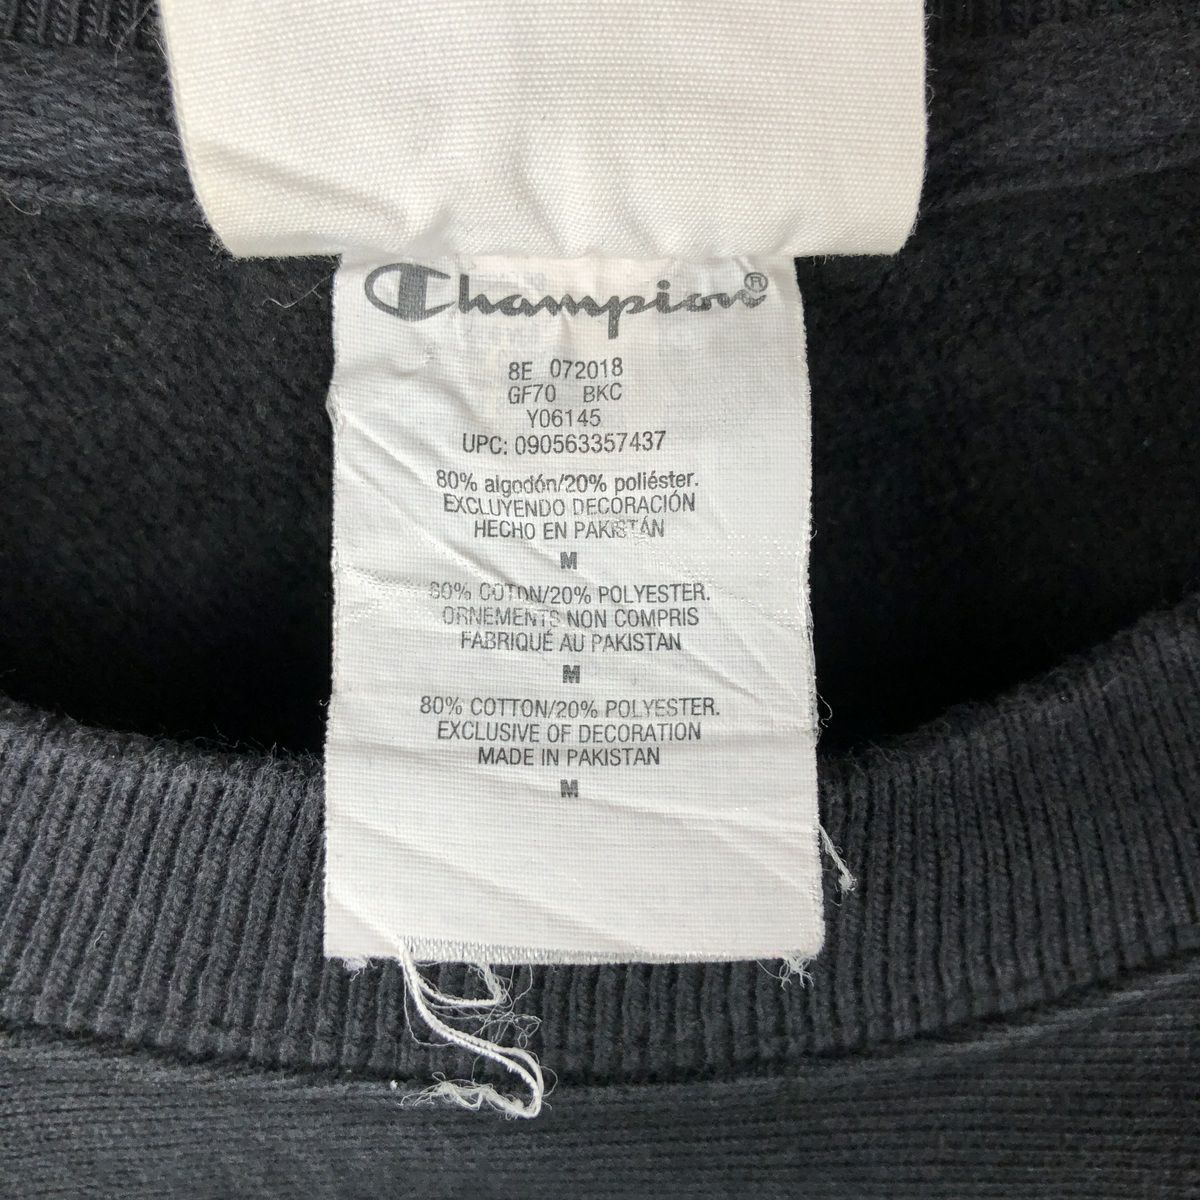 Champion®
8E 072018
GF70 BKC
Y06145
UPC: 090563357437
80% algodón/20% poliéster.
EXCLUYENDO DECORACIÓN
HECHO EN PAKISTÁN
M
80% COTON/20% POLYESTER.
ORNEMENTS NON COMPRIS
FABRIQUÉ AU PAKISTAN
M
80% COTTON/20% POLYESTER.
EXCLUSIVE OF DECORATION
MADE IN PAKISTAN
M